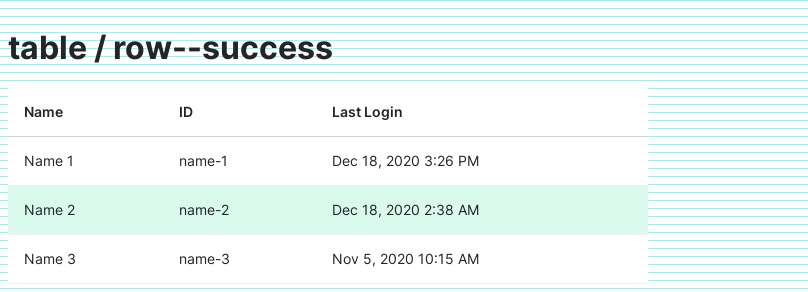 table / row--success
Name ID Last Login
Name 1 name-1 Dec 18, 2020 3:26 PM
Name 2 name-2 Dec 18, 2020 2:38 AM
Name 3 name-3 Nov 5, 2020 10:15 AM